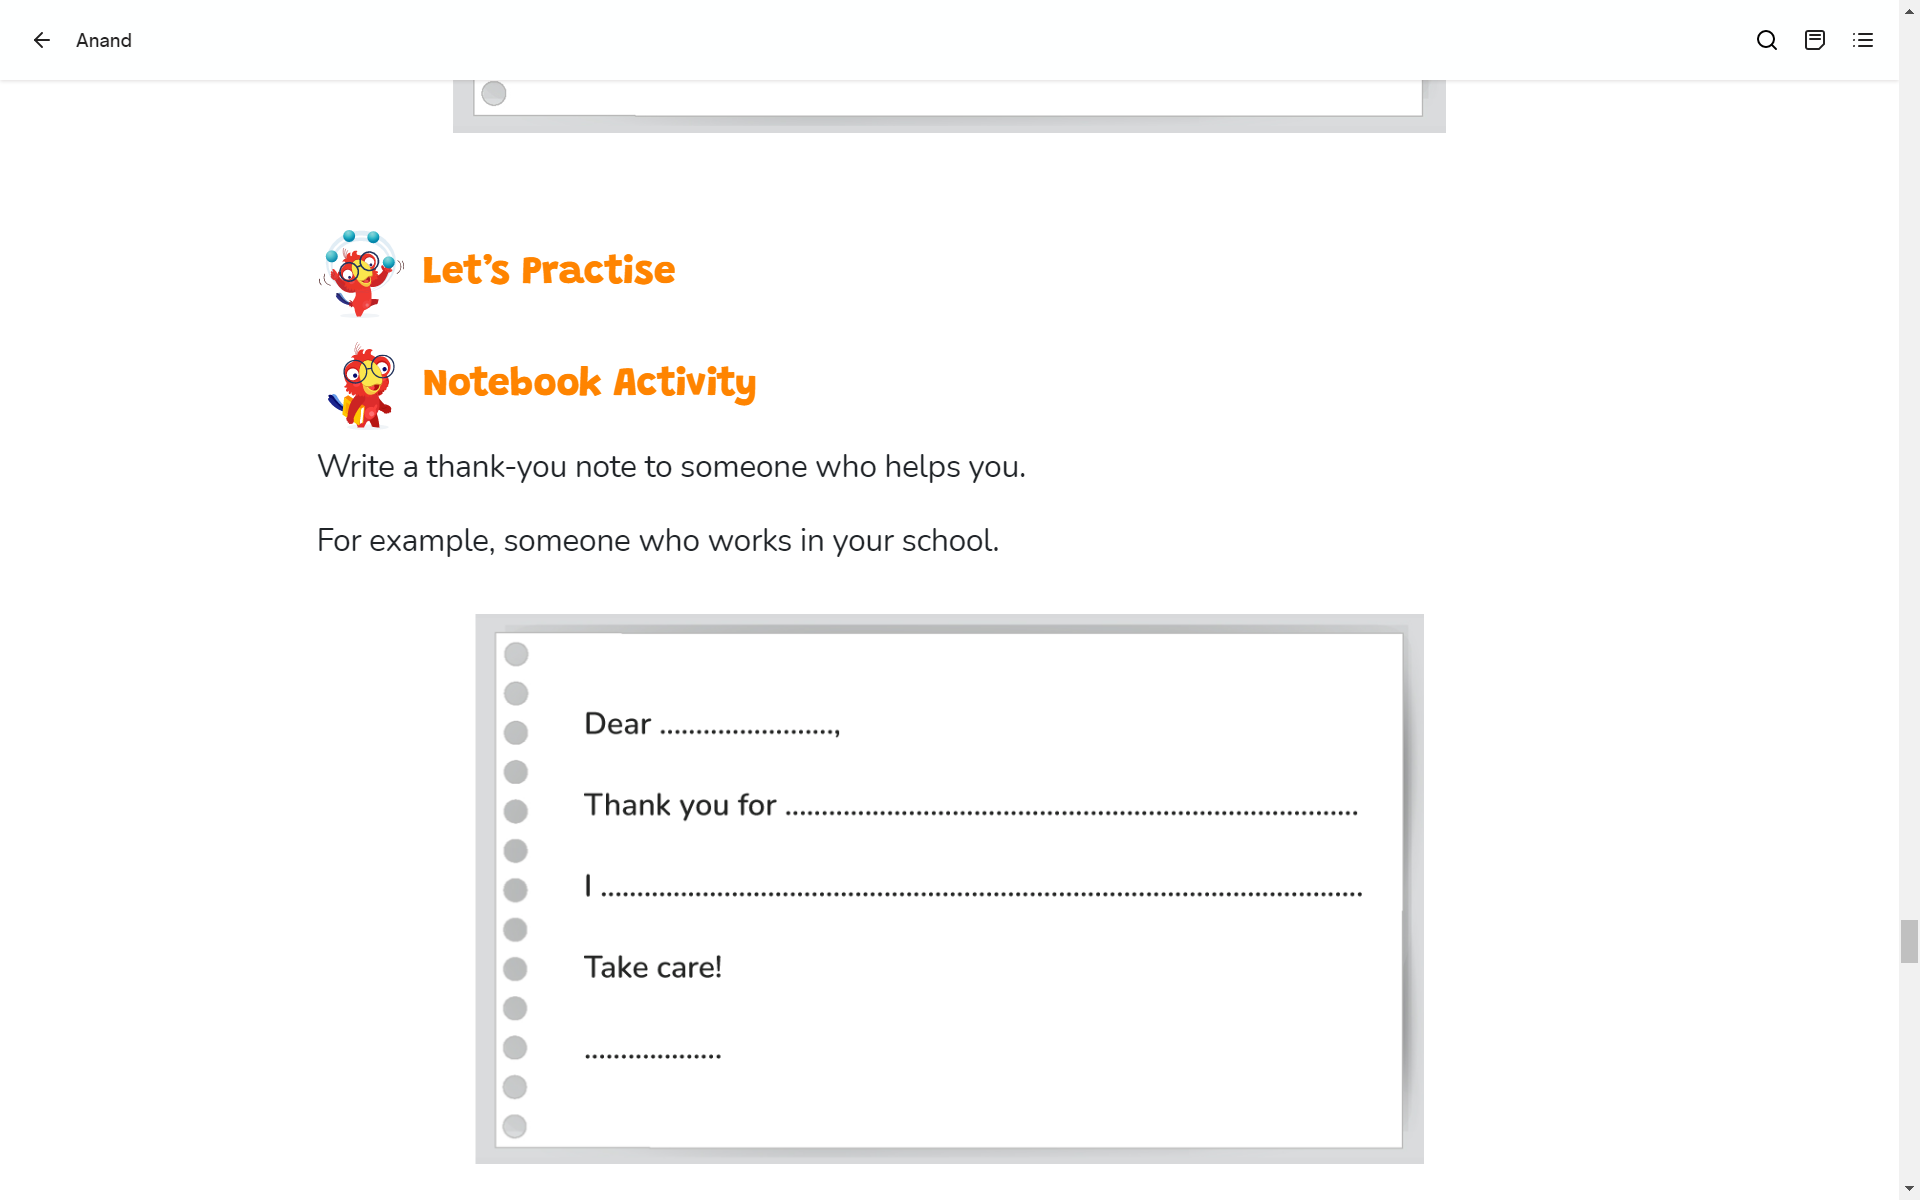 Anand
Let's Practise
Notebook Activity
Write a thank-you note to someone who helps you.
For example, someone who works in your school.
Dear ........................,
Thank you for ...............................................................................
I .........................................................................................................
Take care!
...................